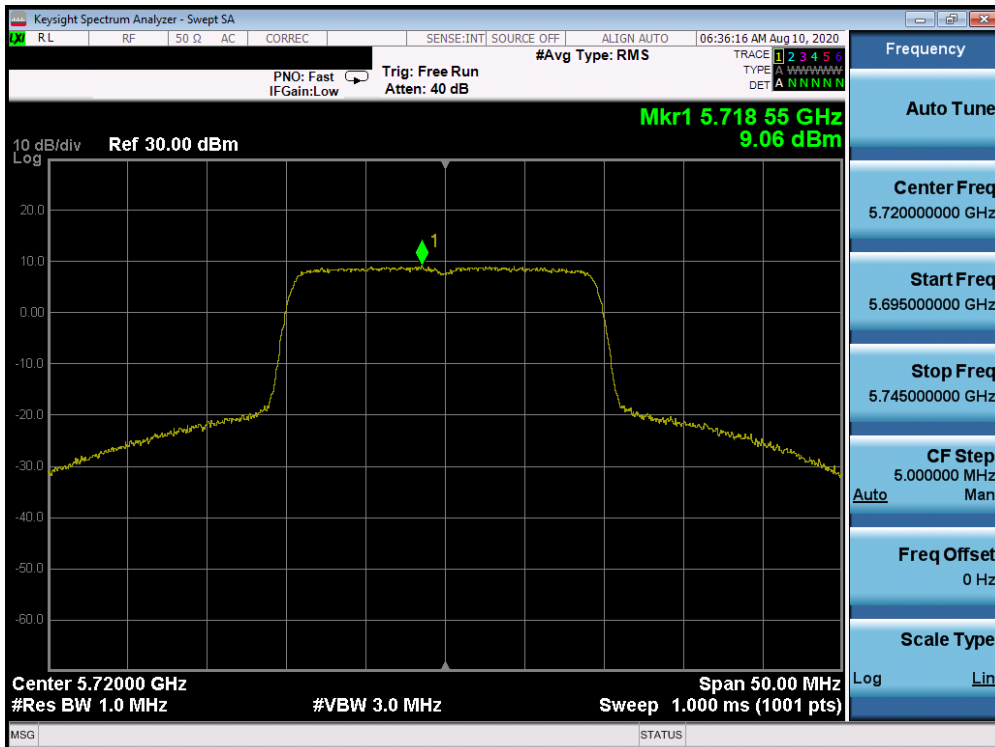 Keysight Spectrum Analyzer - Swept SA
LXI RL RF 50 Ω AC CORREC SENSE:INT SOURCE OFF ALIGN AUTO 06:36:16 AM Aug 10, 2020
PNO: Fast Trig: Free Run #Avg Type: RMS TRACE 1 2 3 4 5 6
IFGain:Low Atten: 40 dB TYPE A WWWWW
DET A N N N N N
Mkr1 5.718 55 GHz
9.06 dBm
10 dB/div Ref 30.00 dBm
Log
1
20.0
10.0
0.00
-10.0
-20.0
-30.0
-40.0
-50.0
-60.0
Center 5.72000 GHz Span 50.00 MHz
#Res BW 1.0 MHz #VBW 3.0 MHz Sweep 1.000 ms (1001 pts)
MSG STATUS
Frequency
Auto Tune
Center Freq
5.720000000 GHz
Start Freq
5.695000000 GHz
Stop Freq
5.745000000 GHz
CF Step
5.000000 MHz
Auto Man
Freq Offset
0 Hz
Scale Type
Log Lin